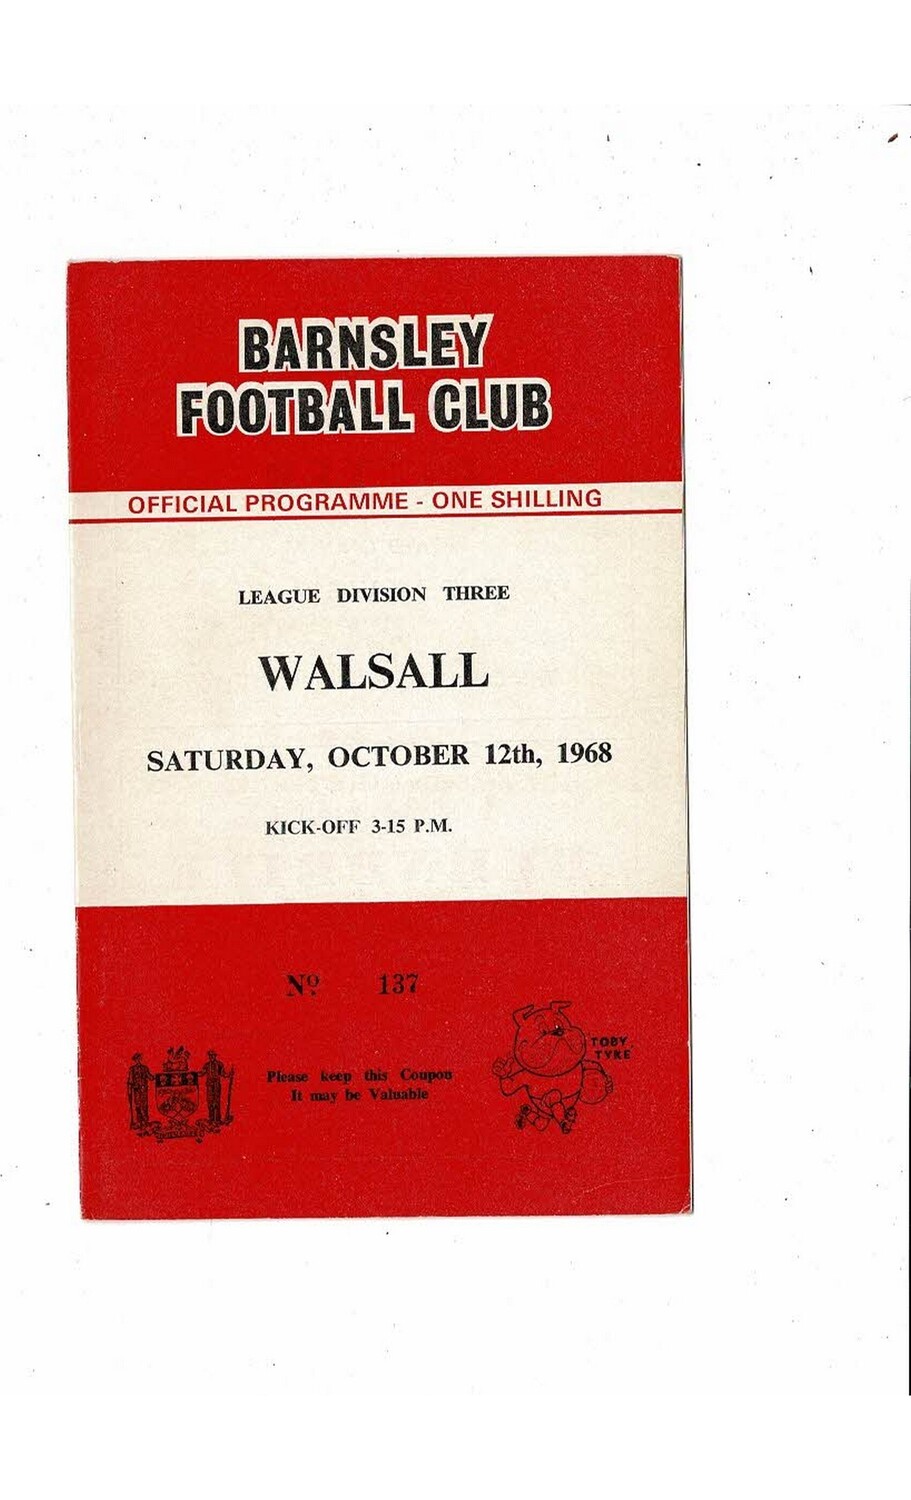 BARNSLEY
FOOTBALL CLUB
OFFICIAL PROGRAMME - ONE SHILLING
LEAGUE DIVISION THREE
WALSALL
SATURDAY, OCTOBER 12th, 1968
KICK-OFF 3-15 P.M.
Nº 137
TOBY
TYKE
Please keep this Coupon
It may be Valuable